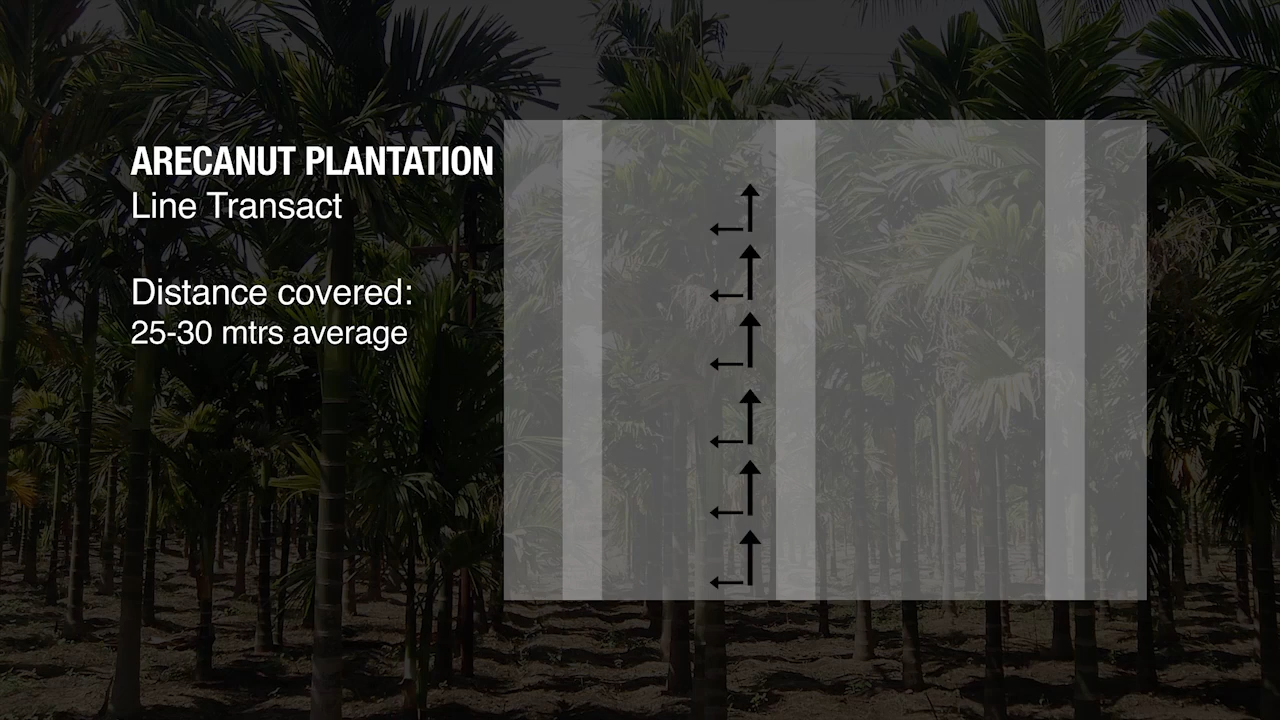 ARECANUT PLANTATION
Line Transact
Distance covered:
25-30 mtrs average